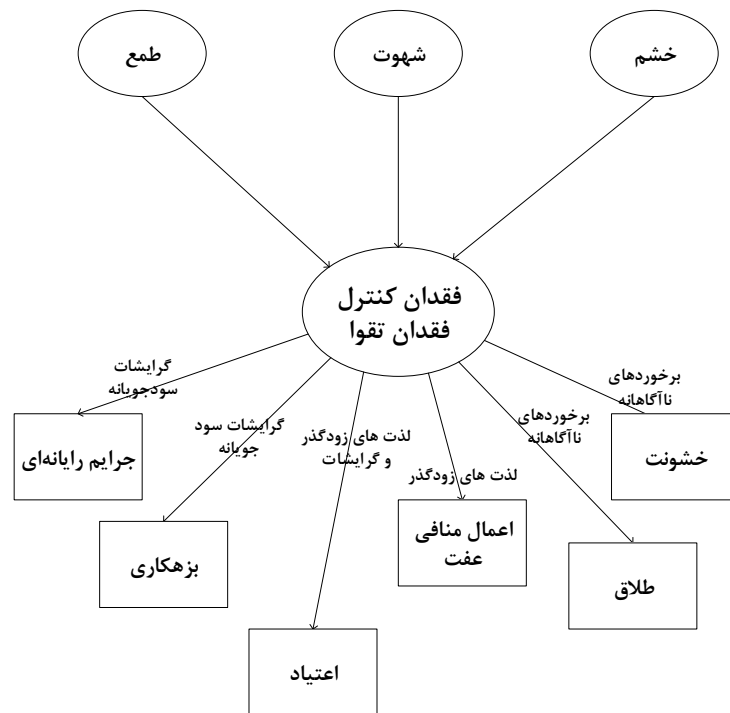 خشم
شهوت
طمع
فقدان کنترل
فقدان تقوا
برخوردهای
ناآگاهانه
برخوردهای
ناآگاهانه
لذت های زودگذر
لذت های زودگذر
و گرایشات
گرایشات سود
جویانه
گرایشات
سودجویانه
خشونت
طلاق
اعمال منافی
عفت
اعتیاد
بزهکاری
جرایم رایانه‌ای